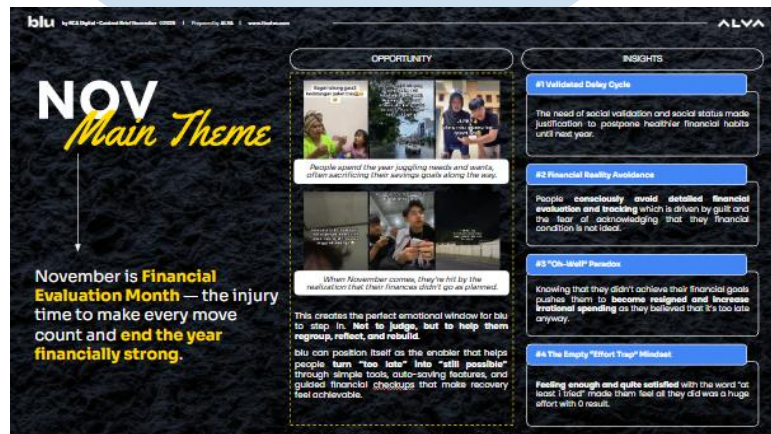 blu by BCA Digital - Content Brief November ©2025 | Prepared by ALVA | www.
ALVA
NOV
Main Theme
November is Financial
Evaluation Month — the injury
time to make every move
count and end the year
financially strong.
OPPORTUNITY
People spend the year juggling needs and wants,
often sacrificing their savings goals along the way.
When November comes, they're hit by the
realization that their finances didn't go as planned.
This creates the perfect emotional window for blu
to step in. Not to judge, but to help them
regroup, reflect, and rebuild.
blu can position itself as the enabler that helps
people turn "too late" into "still possible"
through simple tools, auto-saving features, and
guided financial checkups that make recovery
feel achievable.
INSIGHTS
#1 Validated Delay Cycle
The need of social validation and social status made
justification to postpone healthier financial habits
until next year.
#2 Financial Reality Avoidance
People consciously avoid detailed financial
evaluation and tracking which is driven by guilt and
the fear of acknowledging that they financial
condition is not ideal.
#3 "Oh-Well" Paradox
Knowing that they didn't achieve their financial goals
pushes them to become resigned and increase
irrational spending as they believed that it's too late
anyway.
#4 The Empty "Effort Trap" Mindset
Feeling enough and quite satisfied with the word "at
least i tried" made them feel all they did was a huge
effort with 0 result.